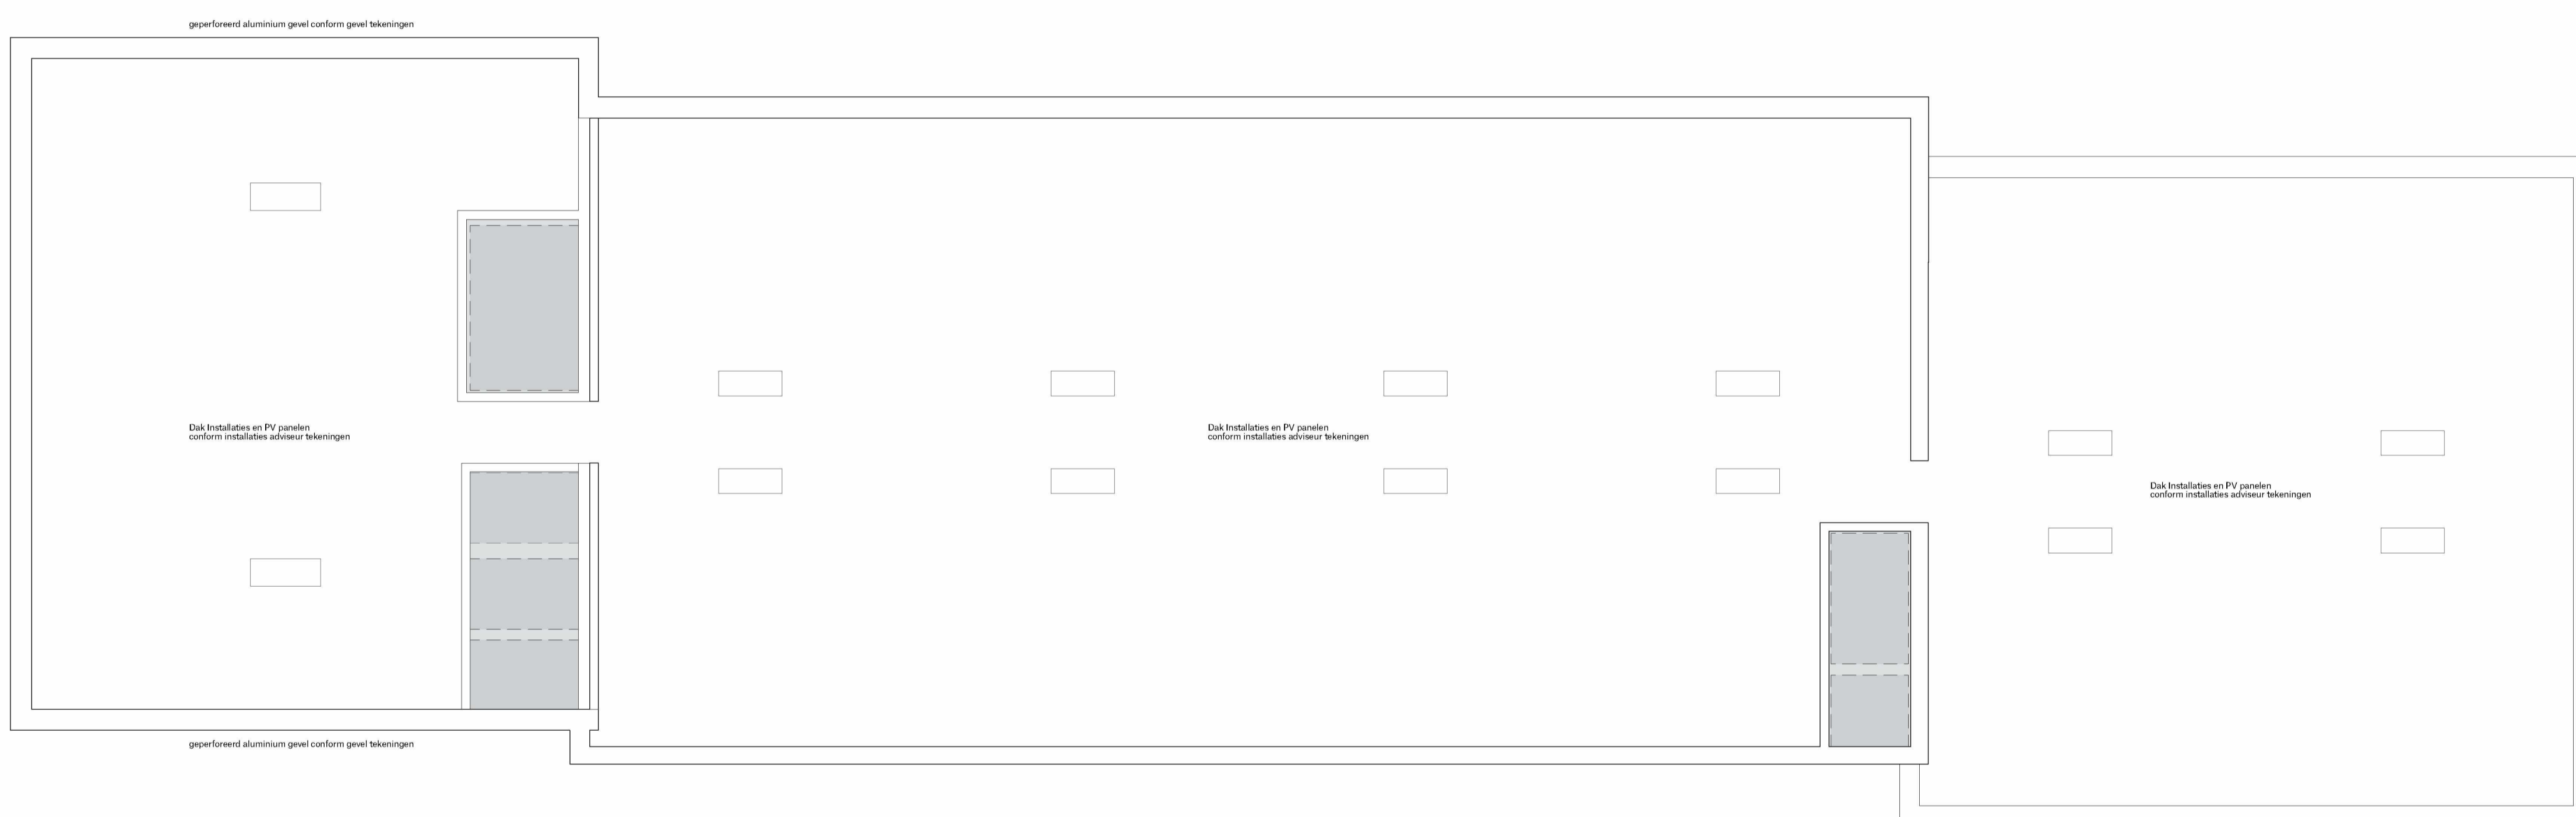 geperforeerd aluminium gevel conform gevel tekeningen
Dak Installaties en PV panelen
conform installaties adviseur tekeningen
Dak Installaties en PV panelen
conform installaties adviseur tekeningen
Dak Installaties en PV panelen
conform installaties adviseur tekeningen
geperforeerd aluminium gevel conform gevel tekeningen